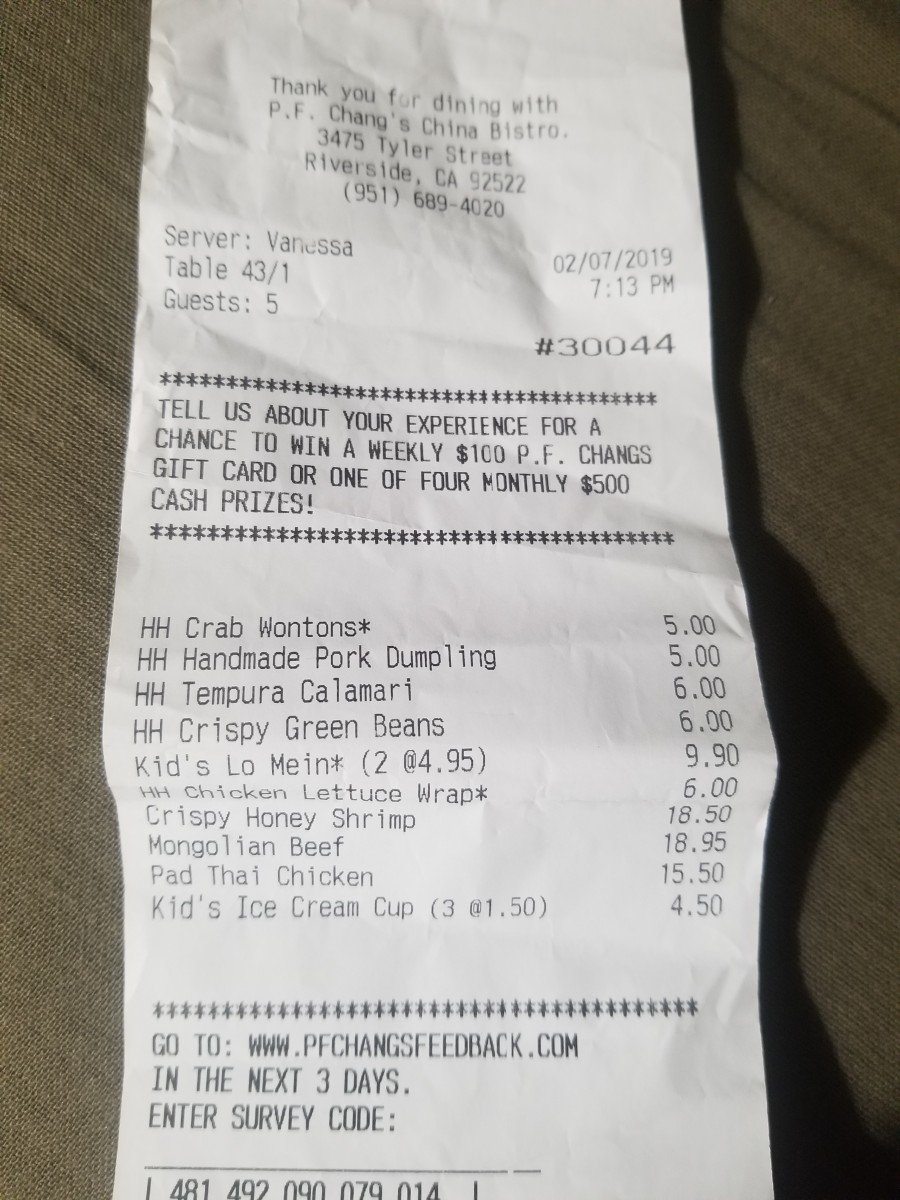 Thank you for dining with
P.F. Chang's China Bistro.
3475 Tyler Street
Riverside, CA 92522
(951) 689-4020
Server: Vanessa
Table 43/1
Guests: 5
02/07/2019
7:13 PM
#30044
******************************************
TELL US ABOUT YOUR EXPERIENCE FOR A
CHANCE TO WIN A WEEKLY $100 P.F. CHANGS
GIFT CARD OR ONE OF FOUR MONTHLY $500
CASH PRIZES!
******************************************
HH Crab Wontons* 5.00
HH Handmade Pork Dumpling 5.00
HH Tempura Calamari 6.00
HH Crispy Green Beans 6.00
Kid's Lo Mein* (2 @4.95) 9.90
HH Chicken Lettuce Wrap* 6.00
Crispy Honey Shrimp 18.50
Mongolian Beef 18.95
Pad Thai Chicken 15.50
Kid's Ice Cream Cup (3 @1.50) 4.50
******************************************
GO TO: WWW.PFCHANGSFEEDBACK.COM
IN THE NEXT 3 DAYS.
ENTER SURVEY CODE:
| 481 492 090 079 014 |